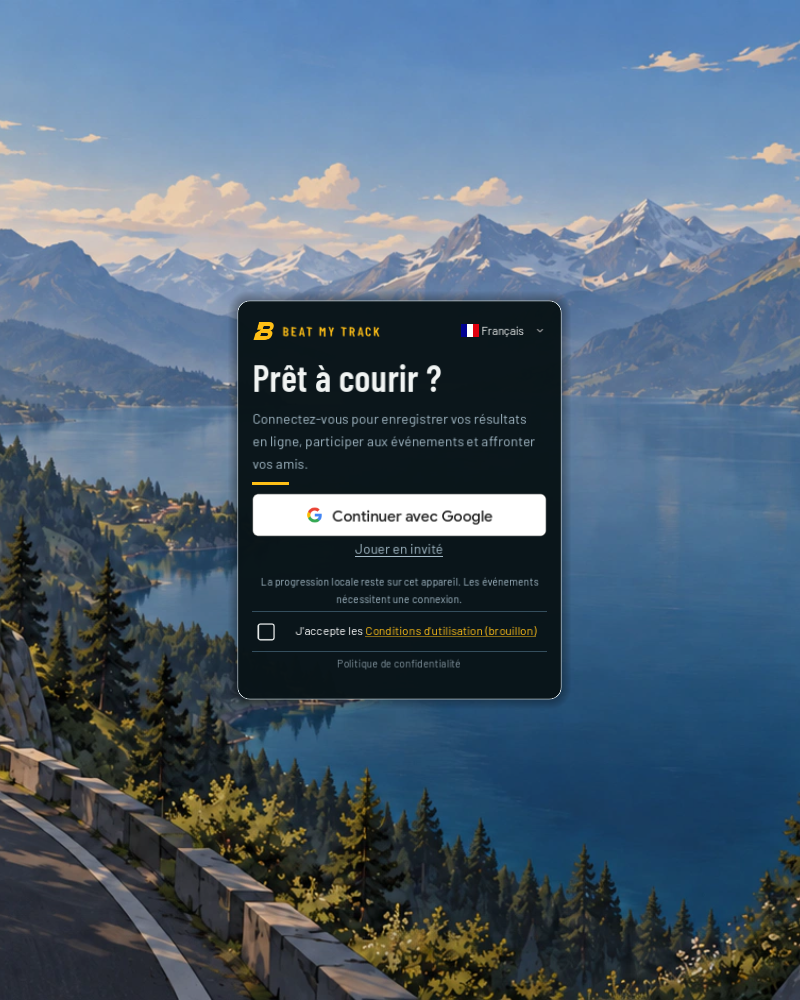 BEAT MY TRACK
Français
Prêt à courir ?
Connectez-vous pour enregistrer vos résultats
en ligne, participer aux événements et affronter
vos amis.
Continuer avec Google
Jouer en invité
La progression locale reste sur cet appareil. Les événements
nécessitent une connexion.
J'accepte les Conditions d'utilisation (brouillon)
Politique de confidentialité